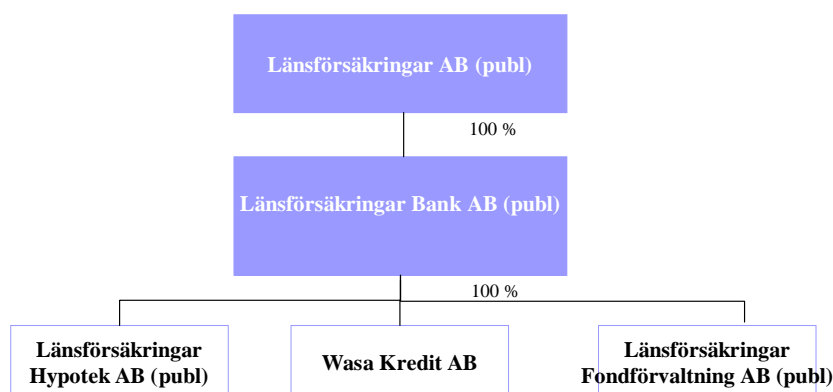 Länsförsäkringar AB (publ)
100 %
Länsförsäkringar Bank AB (publ)
100 %
Länsförsäkringar
Hypotek AB (publ)
Wasa Kredit AB
Länsförsäkringar
Fondförvaltning AB (publ)